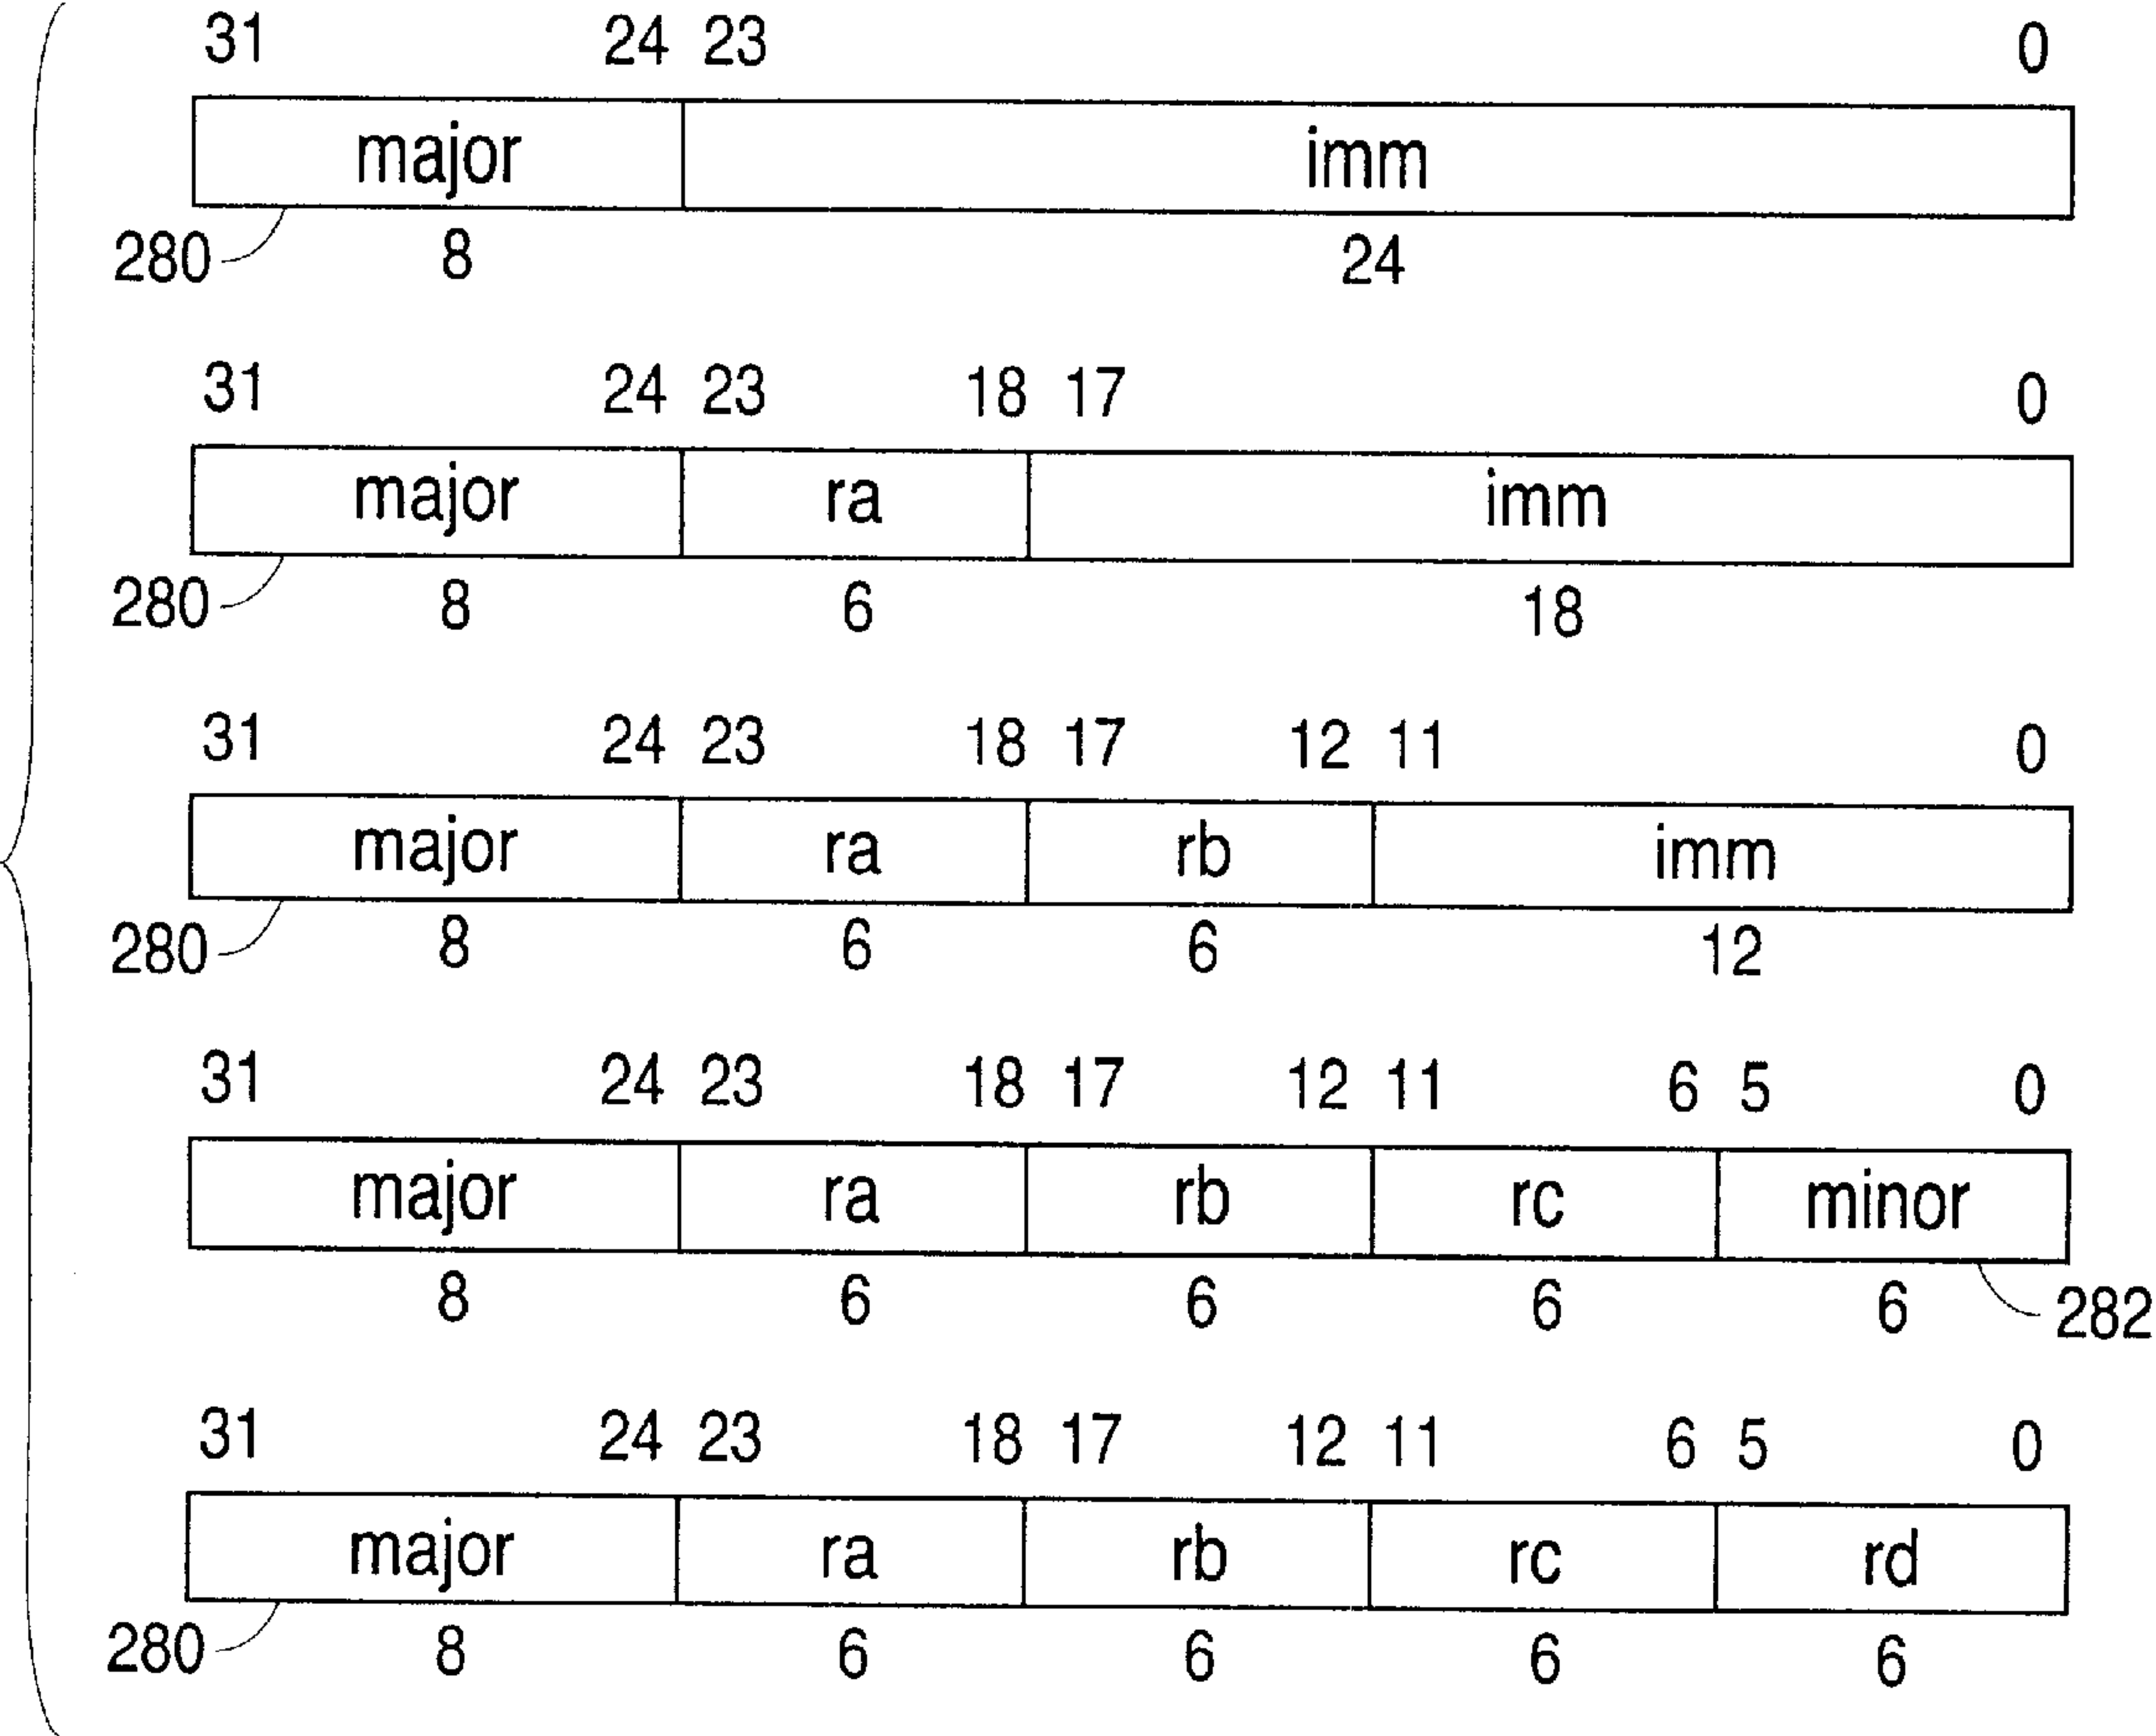 31 24 23 0
major imm
280 8 24
31 24 23 18 17 0
major ra imm
280 8 6 18
31 24 23 18 17 12 11 0
major ra rb imm
280 8 6 6 12
31 24 23 18 17 12 11 6 5 0
major ra rb rc minor
8 6 6 6 6 282
31 24 23 18 17 12 11 6 5 0
major ra rb rc rd
280 8 6 6 6 6